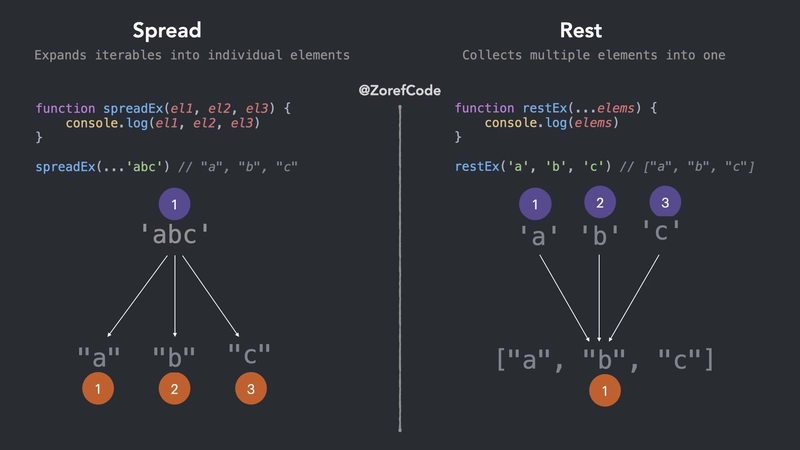 Spread
Expands iterables into individual elements
function spreadEx(el1, el2, el3) {
    console.log(el1, el2, el3)
}
spreadEx(...'abc') // "a", "b", "c"
1
'abc'
"a" "b" "c"
1 2 3
@ZorefCode
Rest
Collects multiple elements into one
function restEx(...elems) {
    console.log(elems)
}
restEx('a', 'b', 'c') // ["a", "b", "c"]
1 2 3
'a' 'b' 'c'
["a", "b", "c"]
1